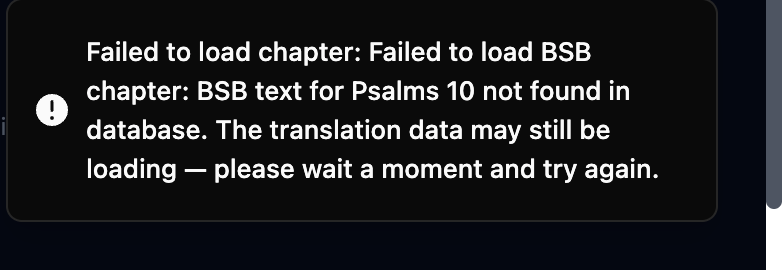 Failed to load chapter: Failed to load BSB
chapter: BSB text for Psalms 10 not found in
database. The translation data may still be
loading — please wait a moment and try again.